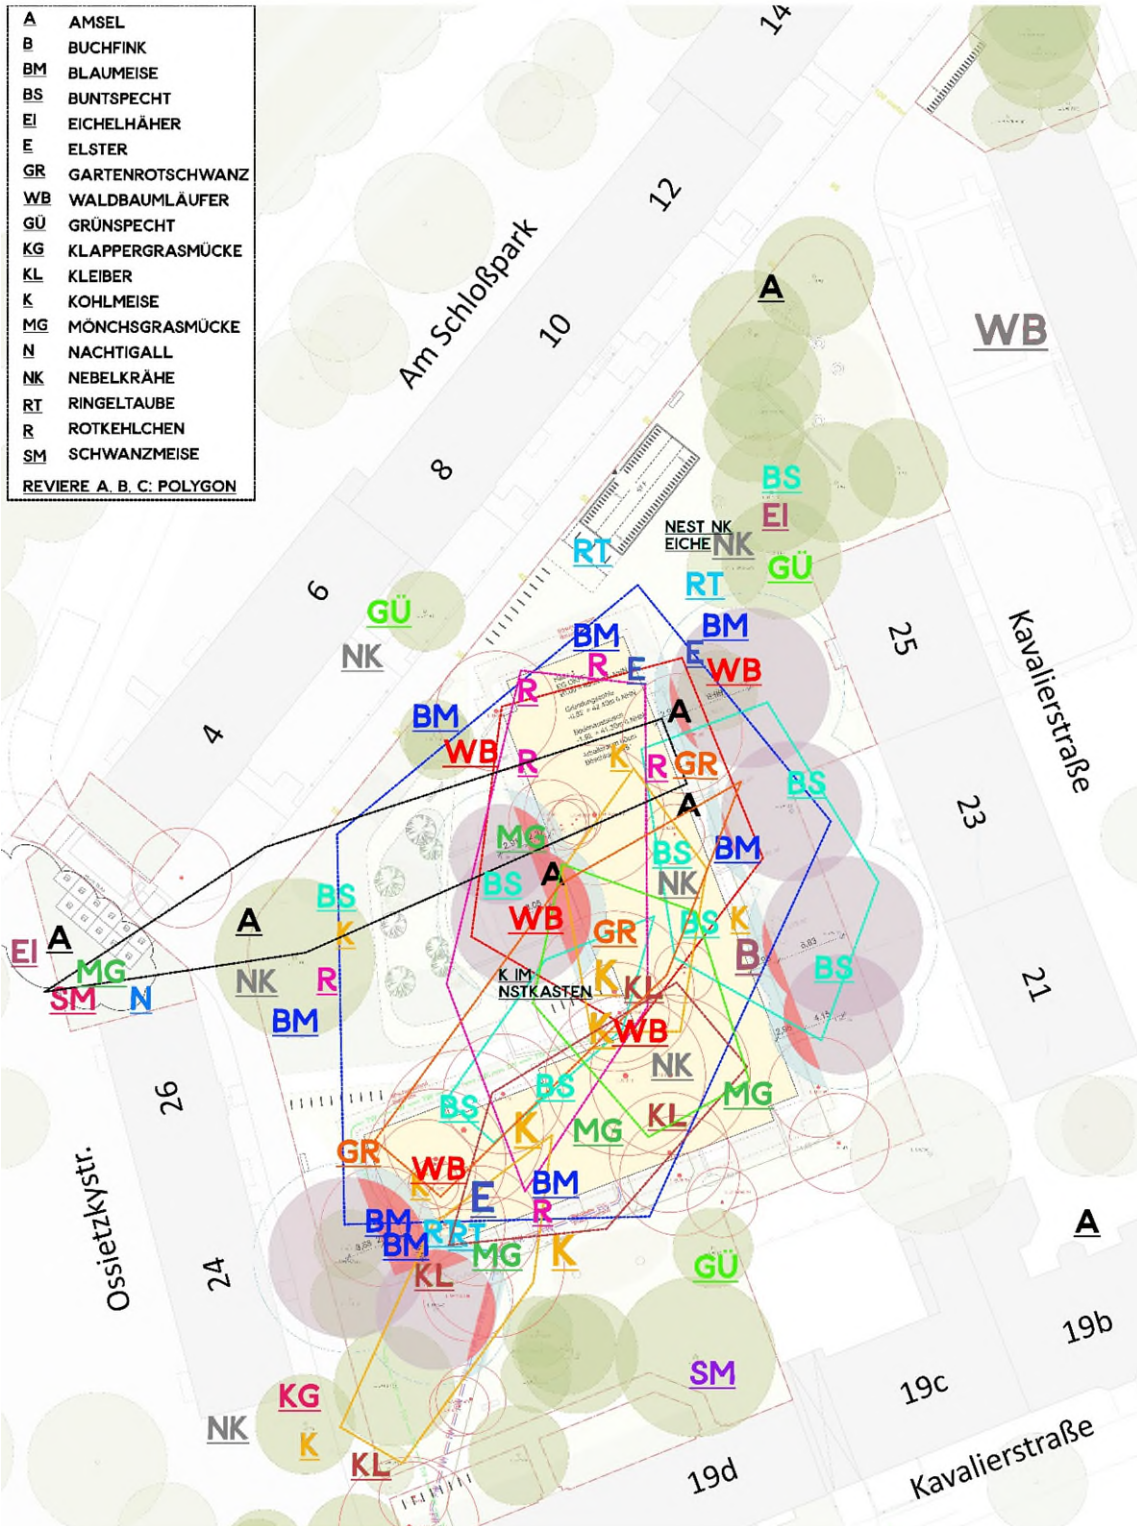 A AMSEL
B BUCHFINK
BM BLAUMEISE
BS BUNTSPECHT
EI EICHELHÄHER
E ELSTER
GR GARTENROTSCHWANZ
WB WALDBAUMLÄUFER
GÜ GRÜNSPECHT
KG KLAPPERGRASMÜCKE
KL KLEIBER
K KOHLMEISE
MG MÖNCHSGRASMÜCKE
N NACHTIGALL
NK NEBELKRÄHE
RT RINGELTAUBE
R ROTKEHLCHEN
SM SCHWANZMEISE
REVIERE A, B, C: POLYGON
14
12
Am Schloßpark
10
8
6
4
A
WB
BS
EI
NEST NK
EICHE NK
RT
GÜ
RT
GÜ
NK
BM
BM
R
E
E
WB
25
Kavalierstraße
R
BM
A
WB
R
K
R
GR
BS
23
A
MG
BS
BM
A
BS
NK
BS
A
K
WB
GR
BS
K
B
EI
A
MG
SM
N
NK
R
BM
K IM
NSTKASTEN
K
KL
BS
21
K
WB
NK
26
BS
BS
MG
KL
K
MG
Ossietzkystr.
GR
WB
K
E
BM
R
BM
BM
R
RT
MG
K
KL
GÜ
A
24
19b
SM
19c
KG
NK
K
KL
19d
Kavalierstraße